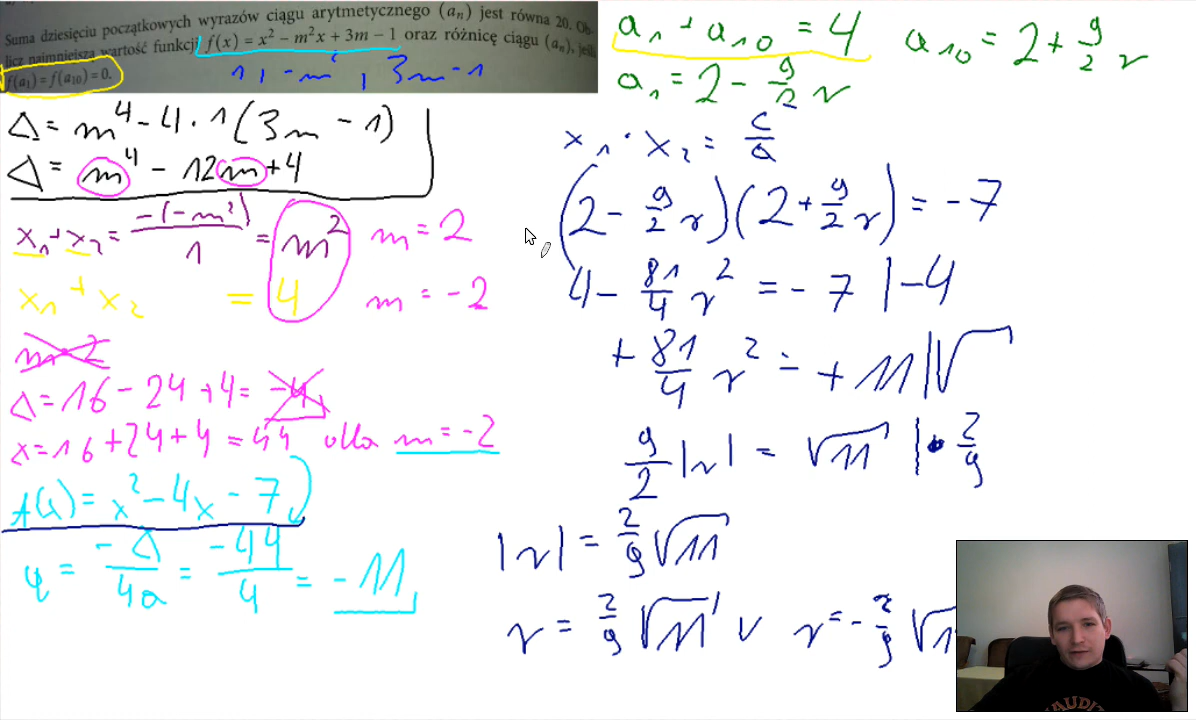 Suma dziesięciu początkowych wyrazów ciągu arytmetycznego (aₙ) jest równa 20. Ob-
licz najmniejszą wartość funkcji f(x) = x² − m²x + 3m − 1 oraz różnicę ciągu (aₙ), jeśli
f(a₁) = f(a₁₀) = 0.
1, −m², 3m−1
Δ = m⁴ − 4 · 1 (3m − 1)
Δ = m⁴ − 12m + 4
x₁ + x₂ = −(−m²)/1 = m² m = 2
x₁ + x₂ = 4 m = −2
m=2
Δ = 16 − 24 + 4 = −4
Δ = 16 + 24 + 4 = 44 dla m = −2
f(x) = x² − 4x − 7
q = −Δ/4a = −44/4 = −11
a₁ + a₁₀ = 4 a₁₀ = 2 + 9/2 r
a₁ = 2 − 9/2 r
x₁ · x₂ = c/a
(2 − 9/2 r)(2 + 9/2 r) = −7
4 − 81/4 r² = −7 |−4
+ 81/4 r² = + 11 |√
9/2 |r| = √11 | · 2/9
|r| = 2/9 √11
r = 2/9 √11 v r = − 2/9